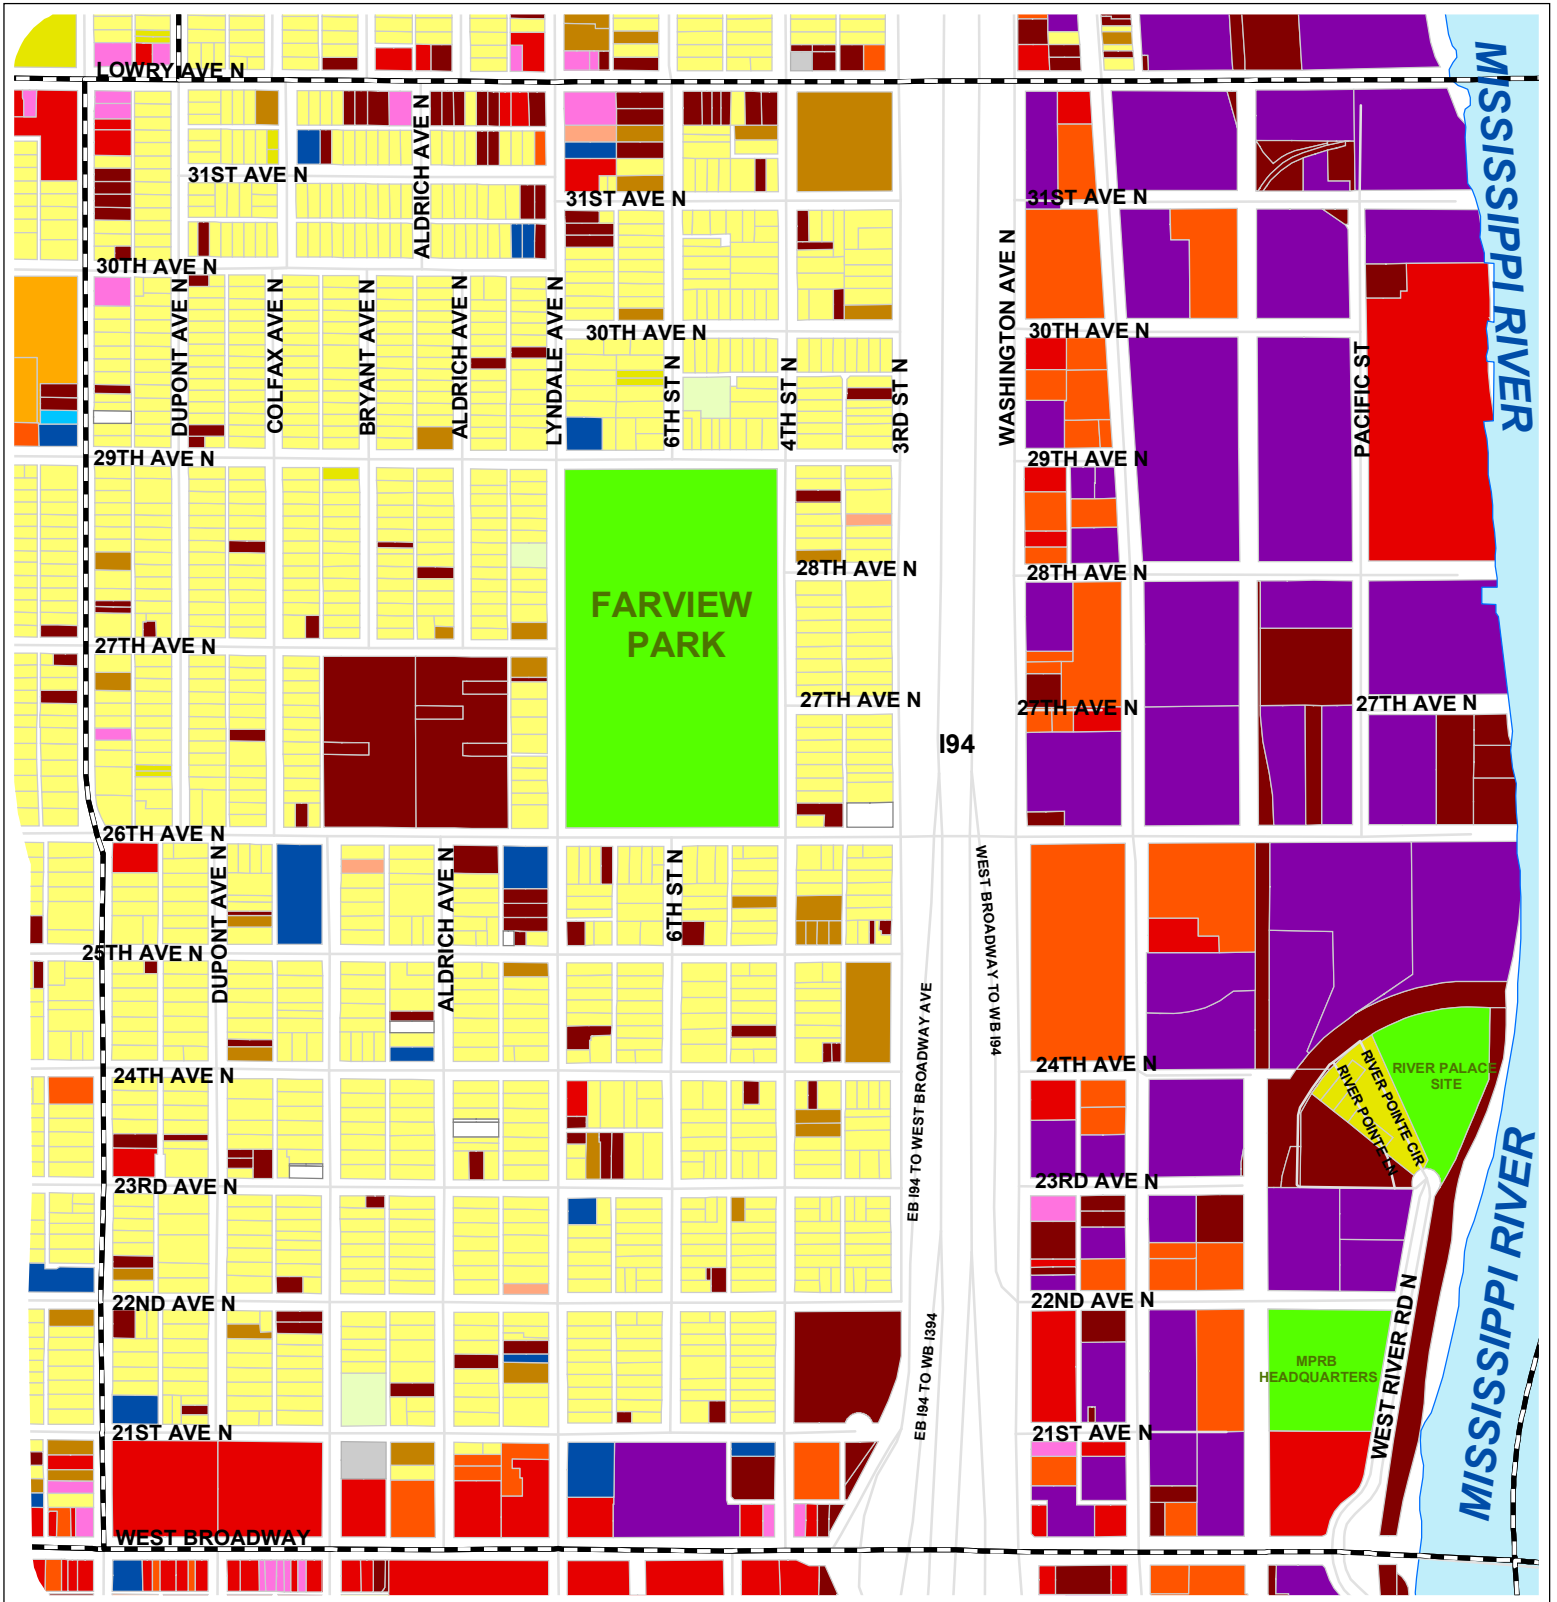 LOWRY AVE N
MISSISSIPPI RIVER
ALDRICH AVE N
31ST AVE N
31ST AVE N
31ST AVE N
30TH AVE N
DUPONT AVE N
COLFAX AVE N
BRYANT AVE N
ALDRICH AVE N
LYNDALE AVE N
30TH AVE N
6TH ST N
4TH ST N
3RD ST N
WASHINGTON AVE N
30TH AVE N
PACIFIC ST
29TH AVE N
29TH AVE N
28TH AVE N
28TH AVE N
FARVIEW
PARK
27TH AVE N
27TH AVE N
27TH AVE N
27TH AVE N
I94
26TH AVE N
DUPONT AVE N
ALDRICH AVE N
6TH ST N
WEST BROADWAY TO WB I94
25TH AVE N
EB I94 TO WEST BROADWAY AVE
24TH AVE N
24TH AVE N
RIVER PALACE
SITE
RIVER POINTE CIR
RIVER POINTE LN
23RD AVE N
23RD AVE N
MISSISSIPPI RIVER
22ND AVE N
22ND AVE N
EB I94 TO WB I394
WEST RIVER RD N
MPRB
HEADQUARTERS
21ST AVE N
21ST AVE N
WEST BROADWAY